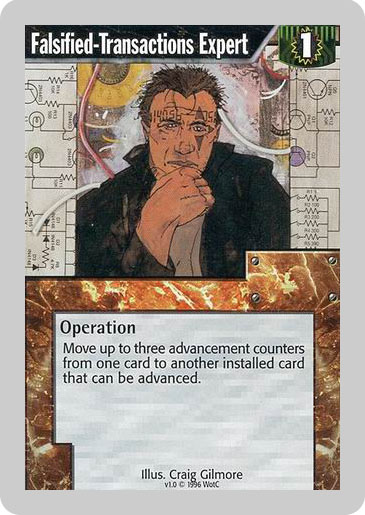 Falsified-Transactions Expert
1
Operation
Move up to three advancement counters
from one card to another installed card
that can be advanced.
Illus. Craig Gilmore
v1.0 © 1996 WotC